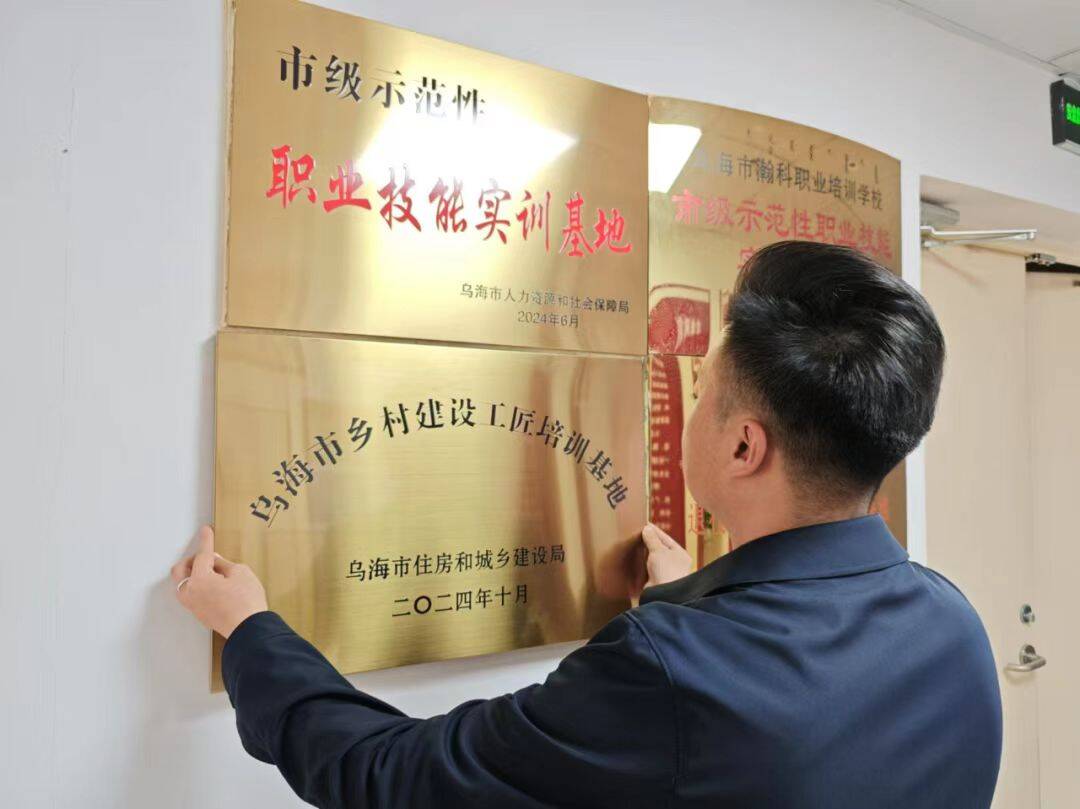 市级示范性
职业技能实训基地
乌海市人力资源和社会保障局
2024年6月
海市瀚科职业培训学校
市级示范性职业技能
乌海市乡村建设工匠培训基地
乌海市住房和城乡建设局
二〇二四年十月